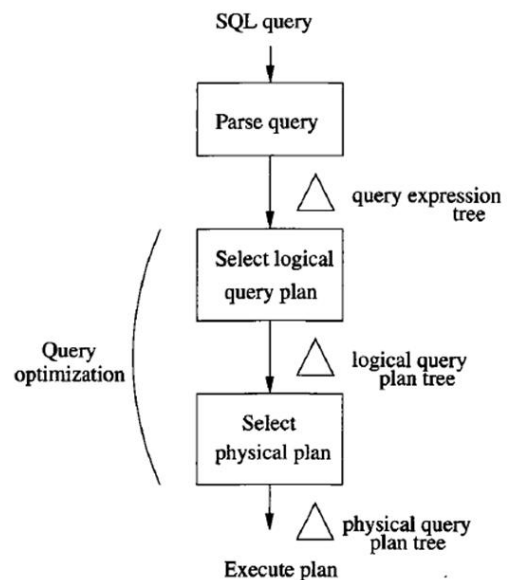 SQL query
Parse query
query expression
tree
Select logical
query plan
Query
optimization
logical query
plan tree
Select
physical plan
physical query
plan tree
Execute plan